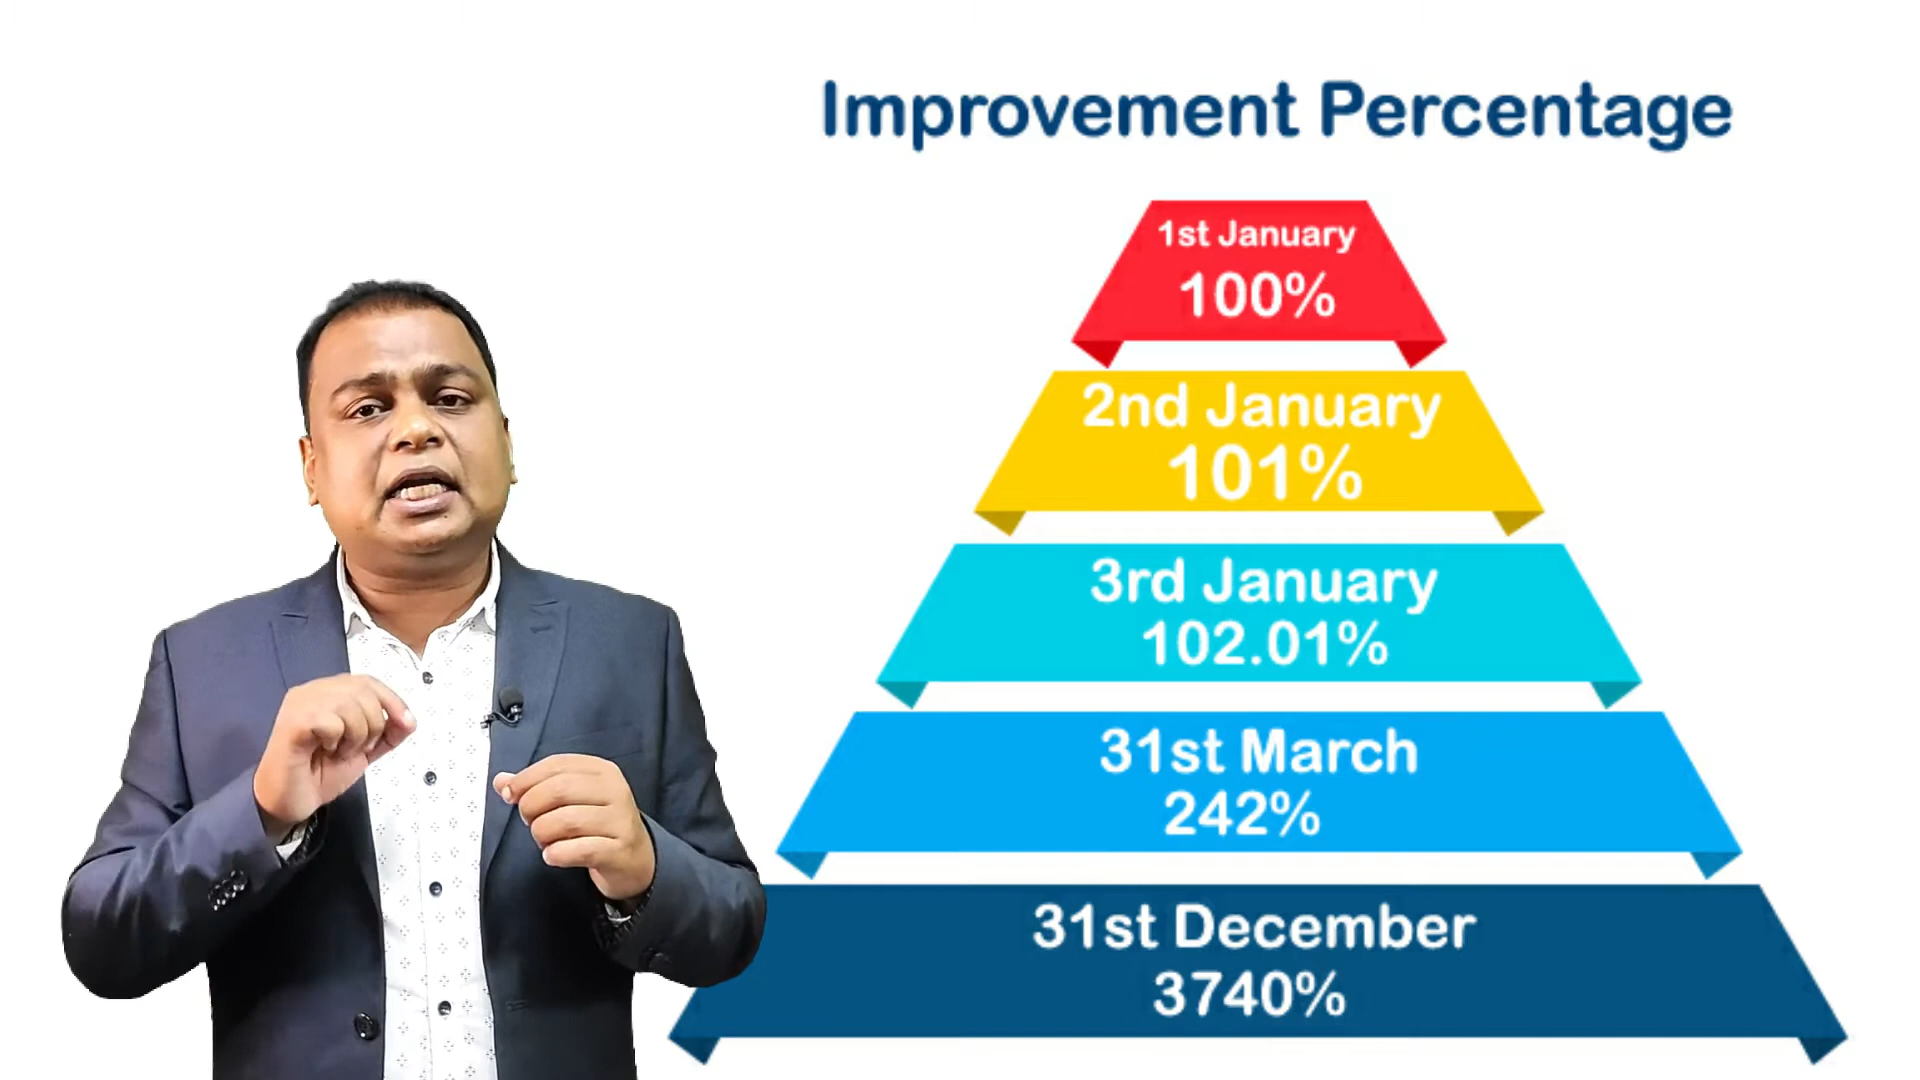 Improvement Percentage
1st January
100%
2nd January
101%
3rd January
102.01%
31st March
242%
31st December
3740%